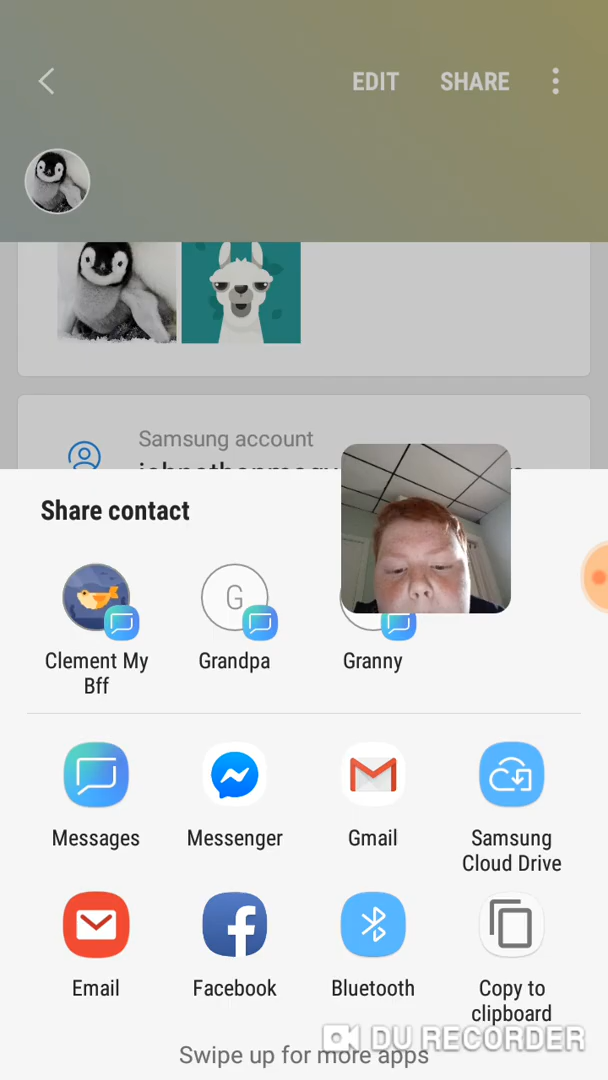 EDIT SHARE
Samsung account
Share contact
G
Clement My
Bff
Grandpa
Granny
Messages
Messenger
Gmail
Samsung
Cloud Drive
Email
Facebook
Bluetooth
Copy to
clipboard
DU RECORDER
Swipe up for more apps